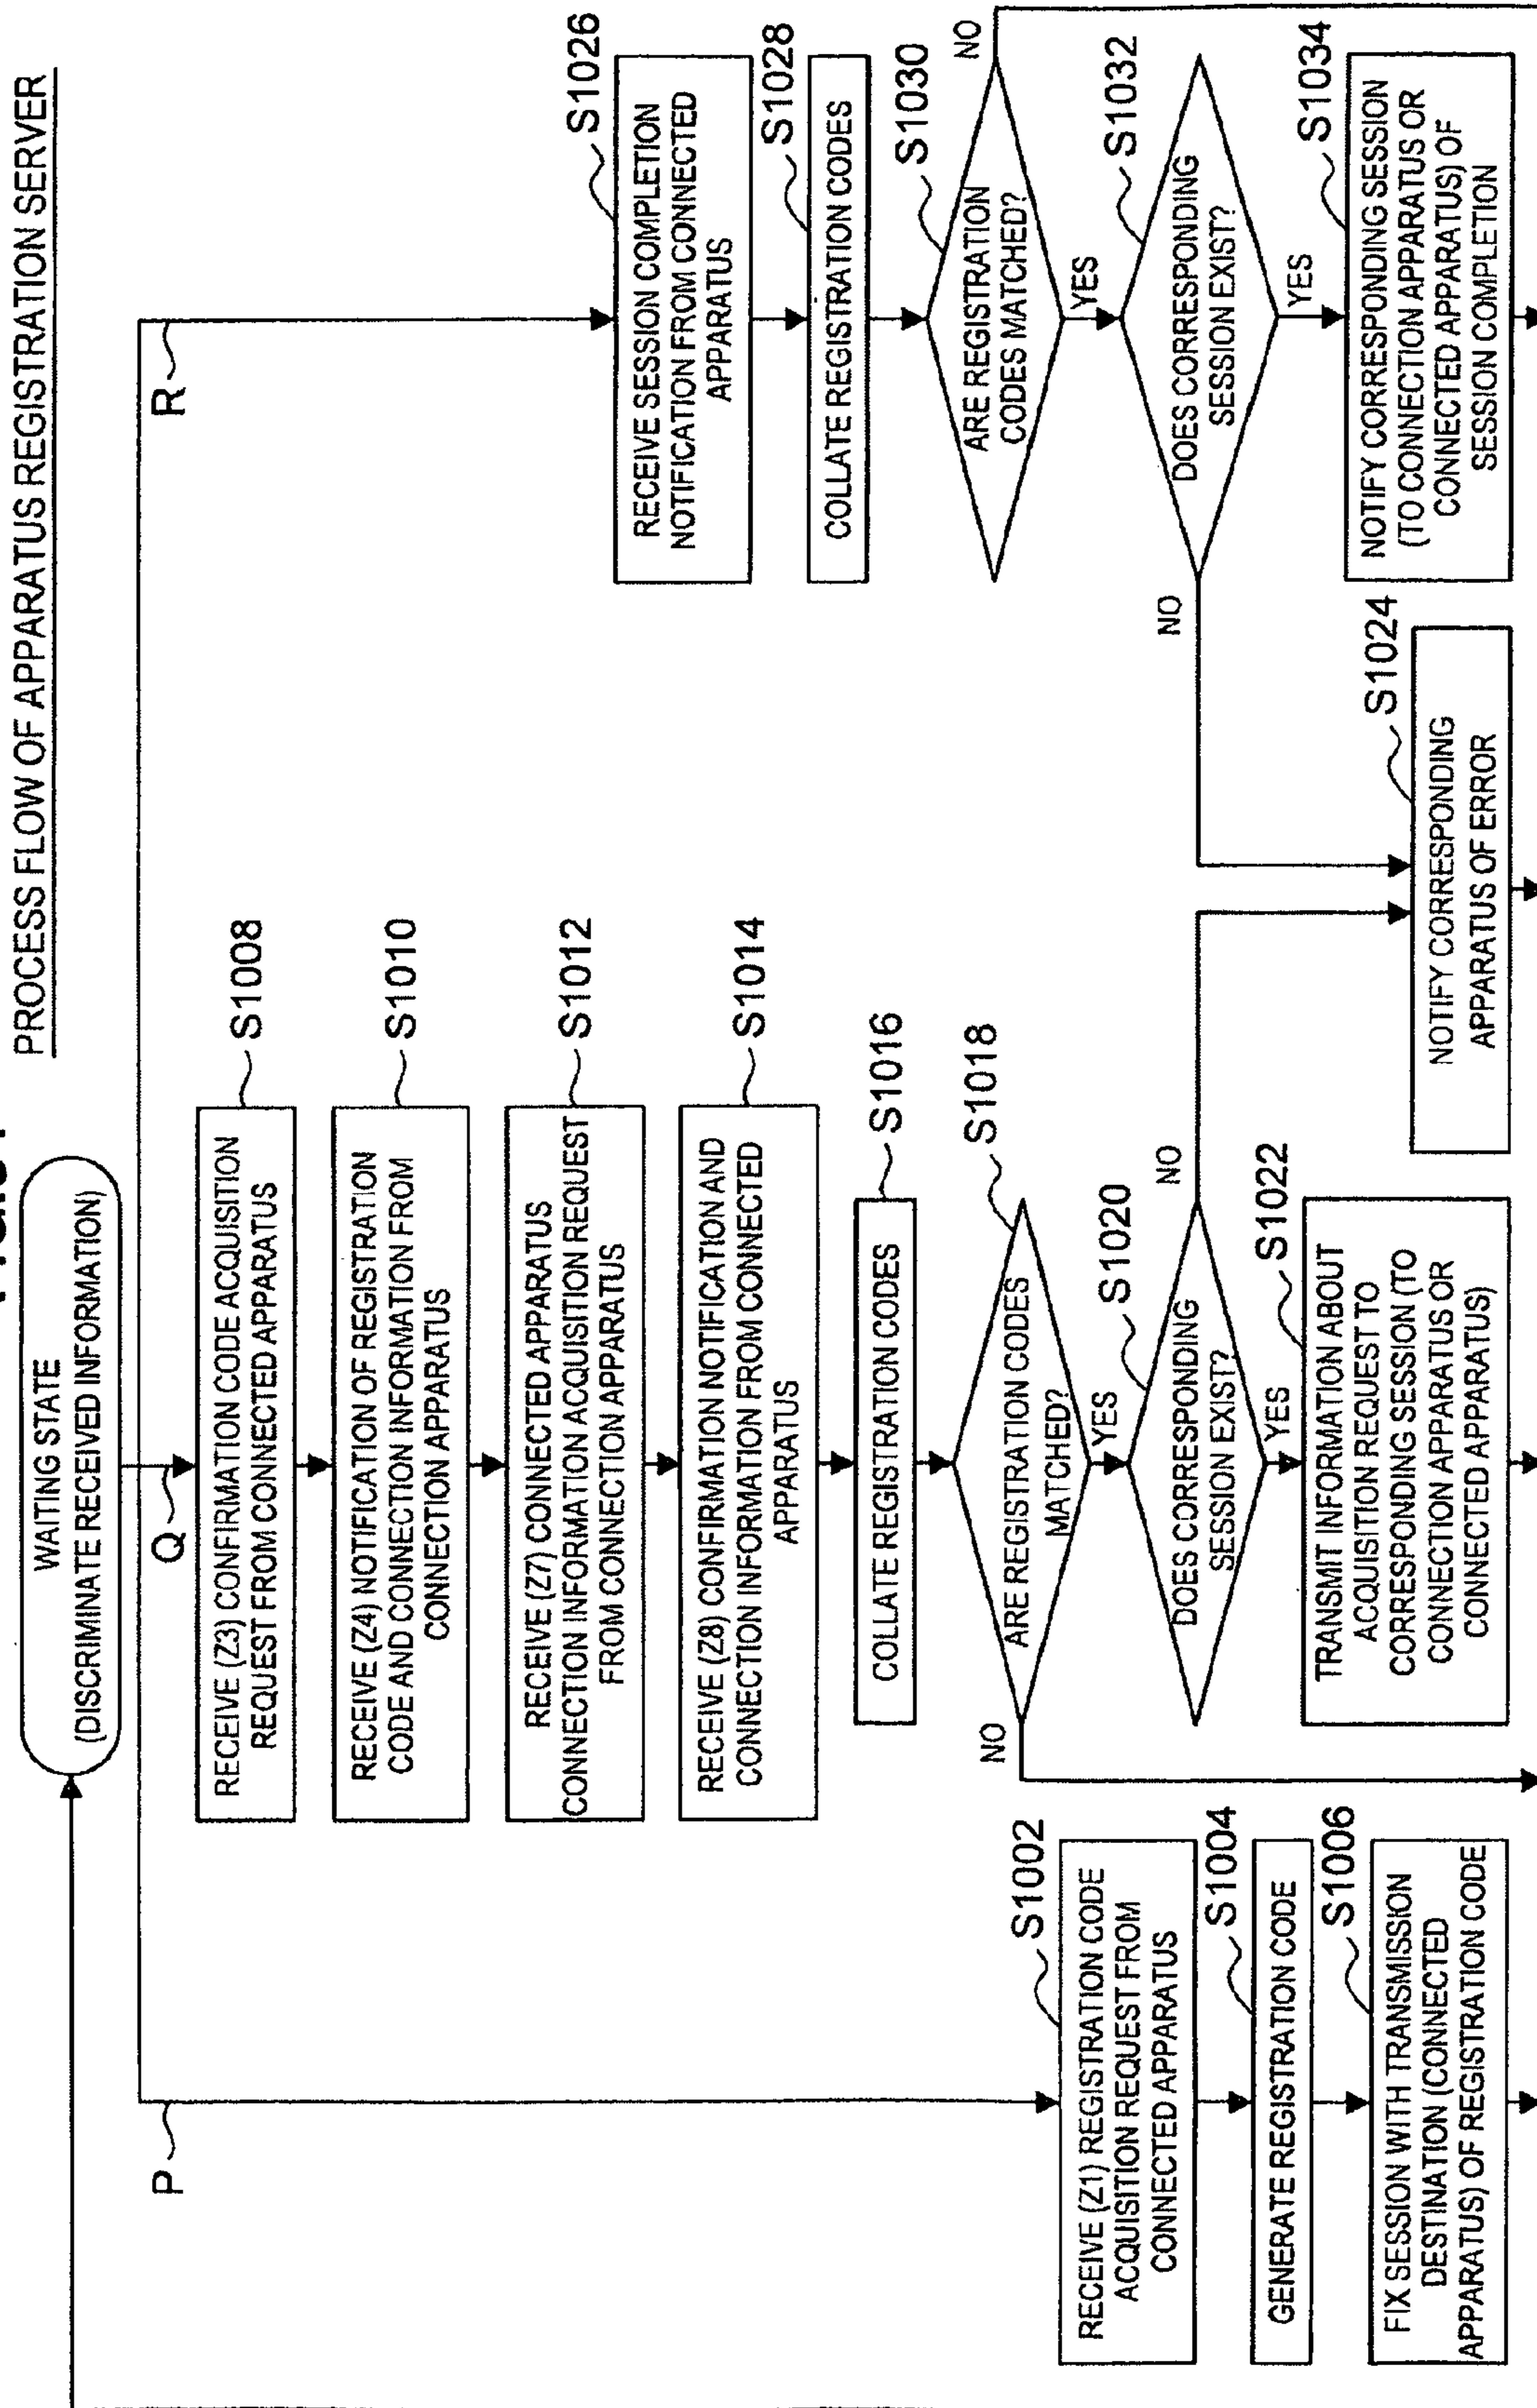 PROCESS FLOW OF APPARATUS REGISTRATION SERVER
WAITING STATE
(DISCRIMINATE RECEIVED INFORMATION)
P
Q
R
RECEIVE (Z1) REGISTRATION CODE
ACQUISITION REQUEST FROM
CONNECTED APPARATUS
S1002
GENERATE REGISTRATION CODE
S1004
FIX SESSION WITH TRANSMISSION
DESTINATION (CONNECTED
APPARATUS) OF REGISTRATION CODE
S1006
RECEIVE (Z3) CONFIRMATION CODE ACQUISITION
REQUEST FROM CONNECTED APPARATUS
S1008
RECEIVE (Z4) NOTIFICATION OF REGISTRATION
CODE AND CONNECTION INFORMATION FROM
CONNECTION APPARATUS
S1010
RECEIVE (Z7) CONNECTED APPARATUS
CONNECTION INFORMATION ACQUISITION REQUEST
FROM CONNECTION APPARATUS
S1012
RECEIVE (Z8) CONFIRMATION NOTIFICATION AND
CONNECTION INFORMATION FROM CONNECTED
APPARATUS
S1014
COLLATE REGISTRATION CODES
S1016
ARE REGISTRATION CODES
MATCHED?
S1018
NO
YES
DOES CORRESPONDING
SESSION EXIST?
S1020
NO
YES
TRANSMIT INFORMATION ABOUT
ACQUISITION REQUEST TO
CORRESPONDING SESSION (TO
CONNECTION APPARATUS OR
CONNECTED APPARATUS)
S1022
NOTIFY CORRESPONDING
APPARATUS OF ERROR
S1024
RECEIVE SESSION COMPLETION
NOTIFICATION FROM CONNECTED
APPARATUS
S1026
COLLATE REGISTRATION CODES
S1028
ARE REGISTRATION
CODES MATCHED?
S1030
NO
YES
DOES CORRESPONDING
SESSION EXIST?
S1032
NO
YES
NOTIFY CORRESPONDING SESSION
(TO CONNECTION APPARATUS OR
CONNECTED APPARATUS) OF
SESSION COMPLETION
S1034